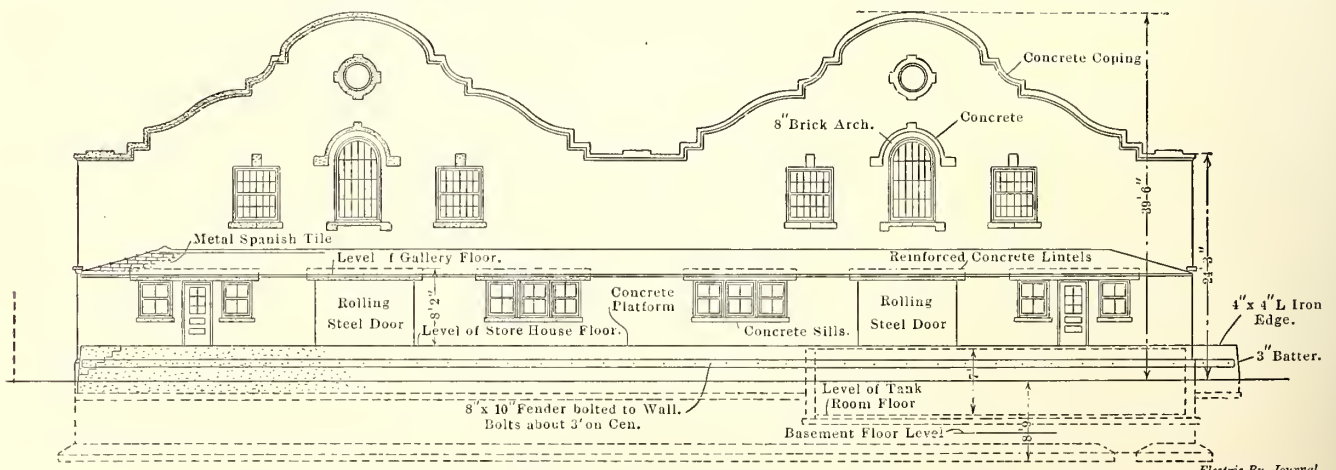 Concrete Coping
8" Brick Arch.
Concrete
39'-6"
24'-3"
Metal Spanish Tile
Level f Gallery Floor.
Reinforced Concrete Lintels
Rolling
Steel Door
8'2"
Level of Store House Floor.
Concrete
Platform
Concrete Sills.
Rolling
Steel Door
4" x 4" L Iron
Edge.
3" Batter.
8" x 10" Fender bolted to Wall.
Bolts about 3' on Cen.
Level of Tank
Room Floor
Basement Floor Level
Electric Ry. Journal